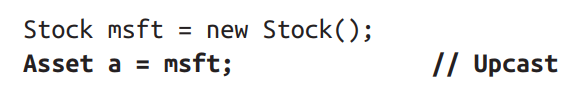 Stock msft = new Stock();
Asset a = msft; // Upcast